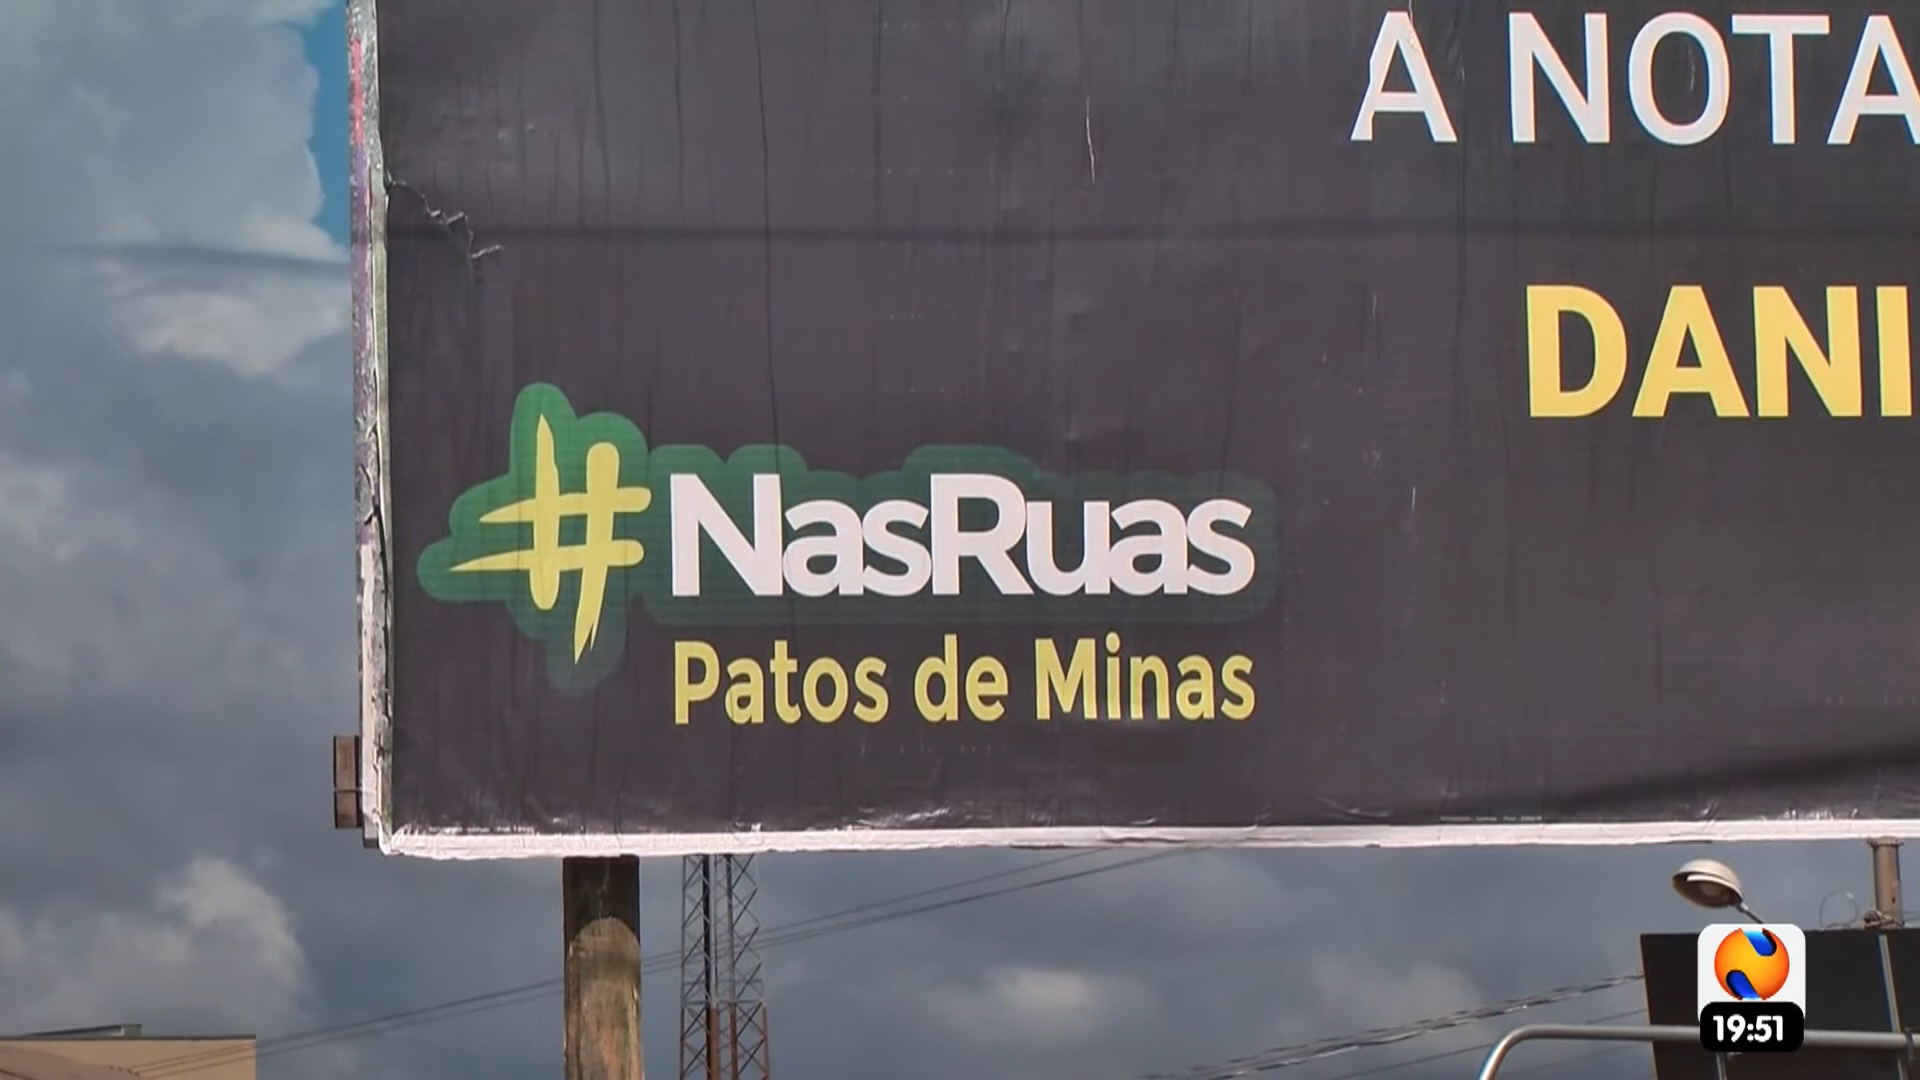 A NOTA
DANI
#NasRuas
Patos de Minas
19:51